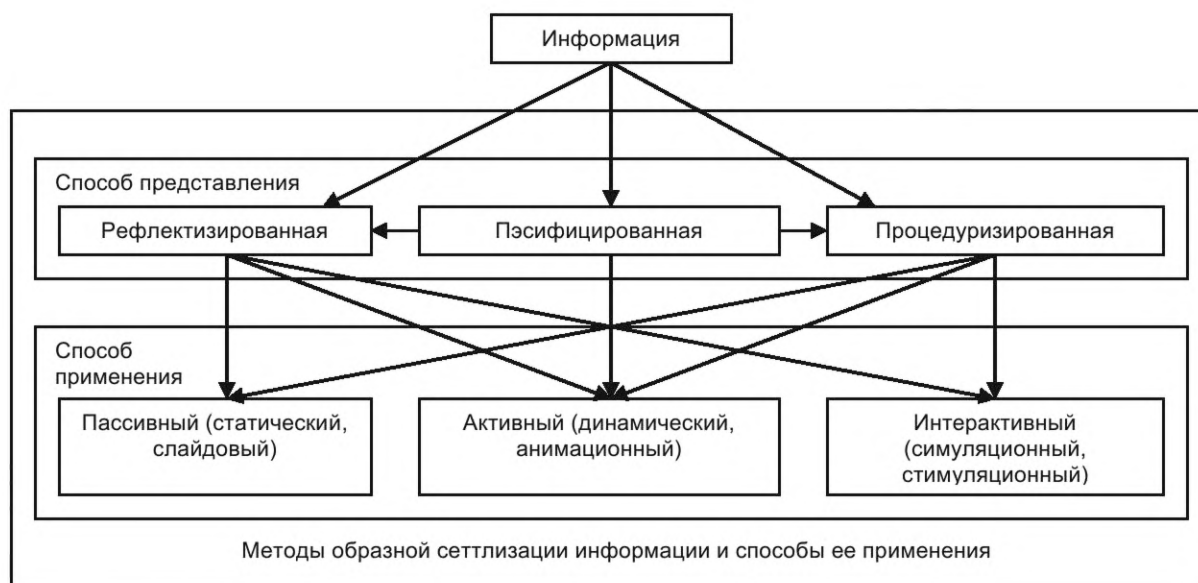 Информация
Способ представления
Рефлектизированная
Пэсифицированная
Процедуризированная
Способ
применения
Пассивный (статический,
слайдовый)
Активный (динамический,
анимационный)
Интерактивный
(симуляционный,
стимуляционный)
Методы образной сеттлизации информации и способы ее применения